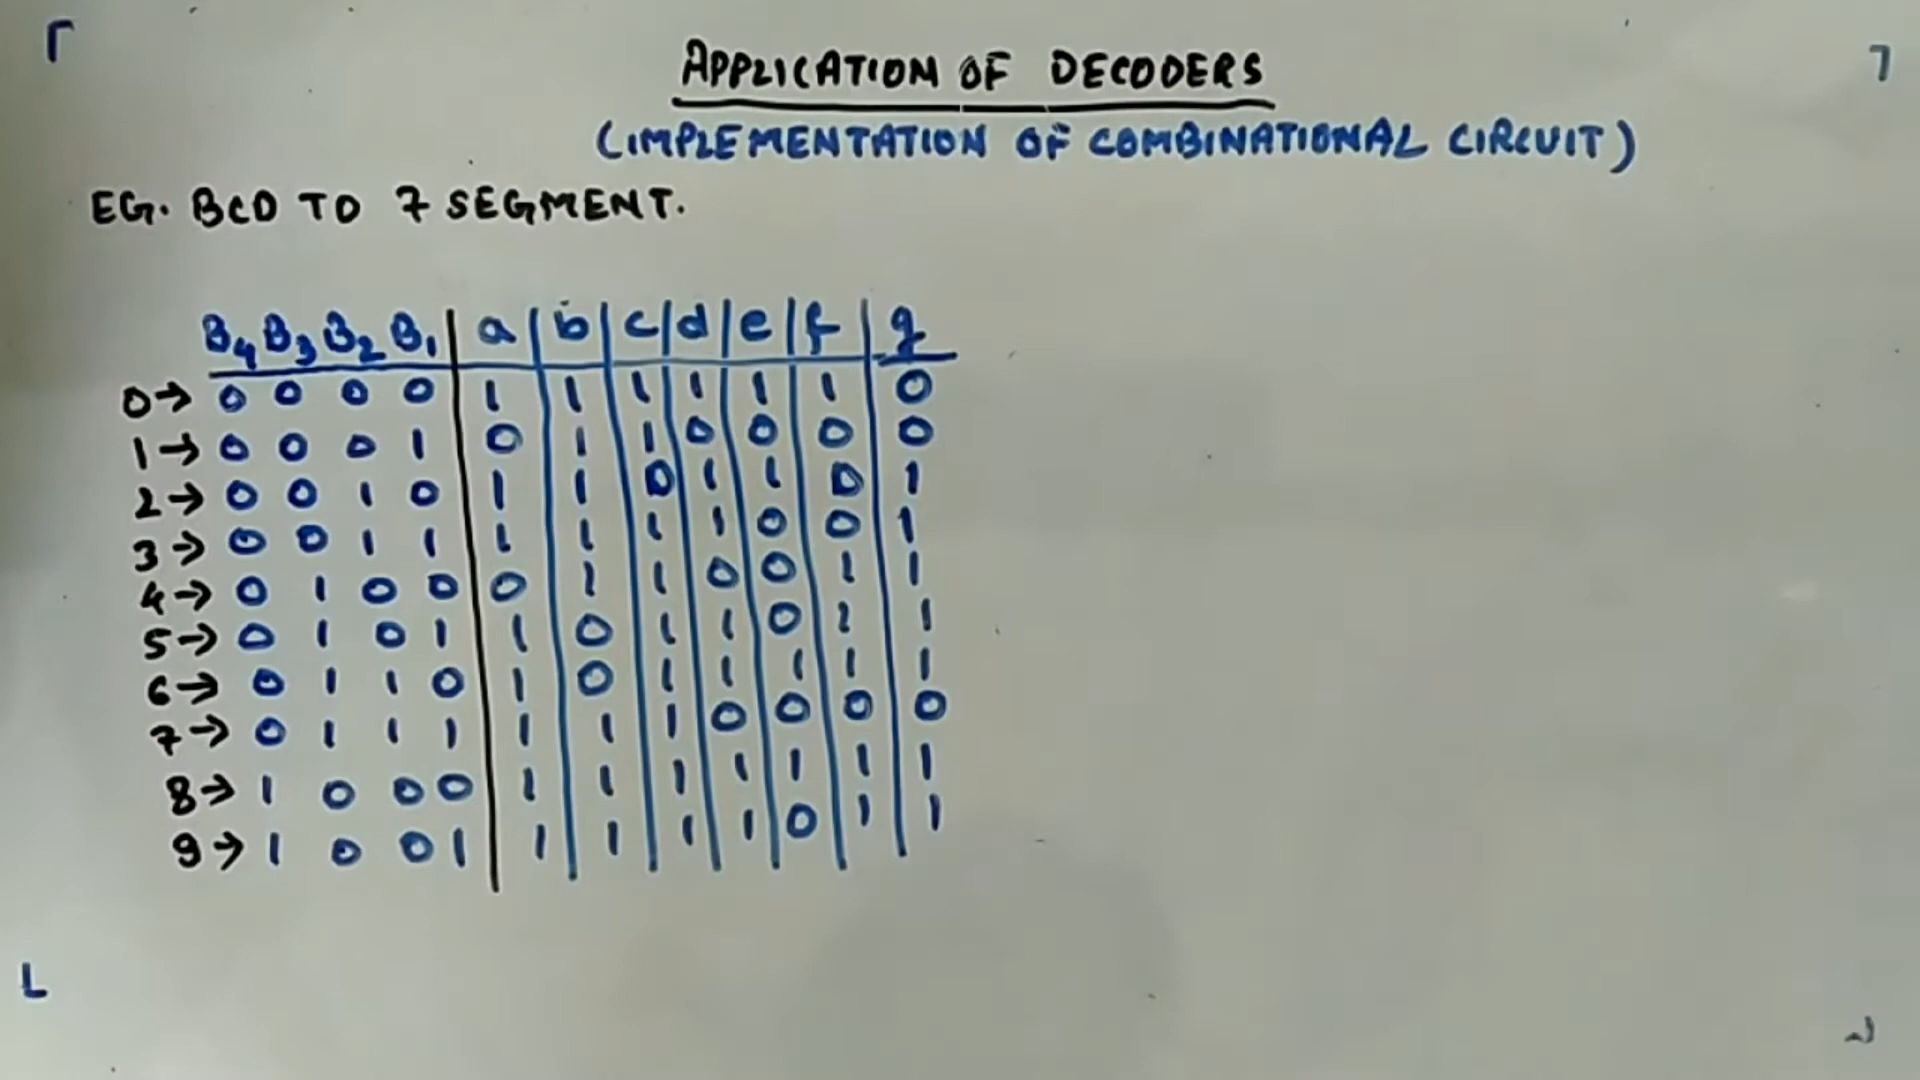 APPLICATION OF DECODERS
(IMPLEMENTATION OF COMBINATIONAL CIRCUIT)
EG. BCD TO 7 SEGMENT.
B4 B3 B2 B1 | a | b | c | d | e | f | g
0→ 0 0 0 0 1 1 1 1 1 1 0
1→ 0 0 0 1 0 1 1 0 0 0 0
2→ 0 0 1 0 1 1 0 1 1 0 1
3→ 0 0 1 1 1 1 1 1 0 0 1
4→ 0 1 0 0 0 1 1 0 0 1 1
5→ 0 1 0 1 1 0 1 1 0 1 1
6→ 0 1 1 0 1 0 1 1 1 1 1
7→ 0 1 1 1 1 1 1 0 0 0 0
8→ 1 0 0 0 1 1 1 1 1 1 1
9→ 1 0 0 1 1 1 1 1 0 1 1